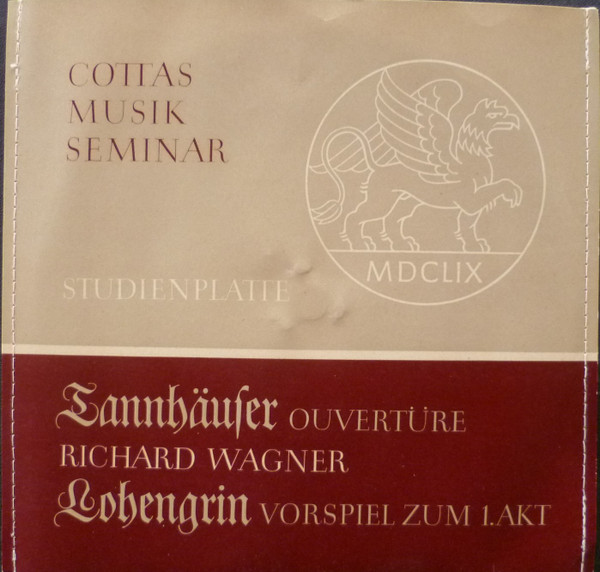 COTTAS
MUSIK
SEMINAR
MDCLIX
STUDIENPLATTE
Tannhäuſer OUVERTÜRE
RICHARD WAGNER
Lohengrin VORSPIEL ZUM 1.AKT